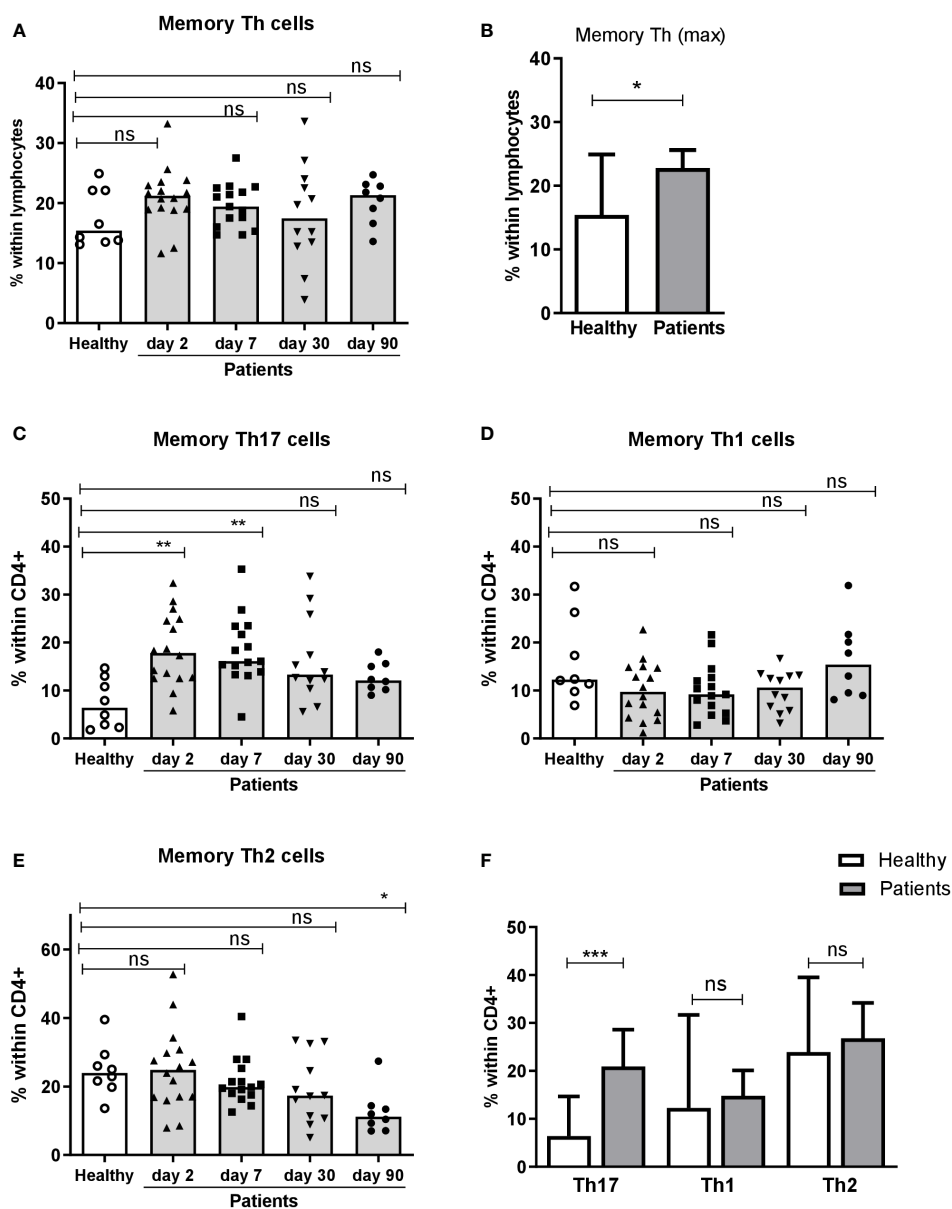 A
Memory Th cells
ns
ns
ns
ns
% within lymphocytes
40
30
20
10
0
Healthy day 2 day 7 day 30 day 90
Patients
B
Memory Th (max)
*
% within lymphocytes
40
30
20
10
0
Healthy Patients
C
Memory Th17 cells
ns
ns
**
**
% within CD4+
50
40
30
20
10
0
Healthy day 2 day 7 day 30 day 90
Patients
D
Memory Th1 cells
ns
ns
ns
ns
% within CD4+
50
40
30
20
10
0
Healthy day 2 day 7 day 30 day 90
Patients
E
Memory Th2 cells
*
ns
ns
ns
% within CD4+
60
40
20
0
Healthy day 2 day 7 day 30 day 90
Patients
F
Healthy
Patients
*** ns ns
% within CD4+
50
40
30
20
10
0
Th17 Th1 Th2